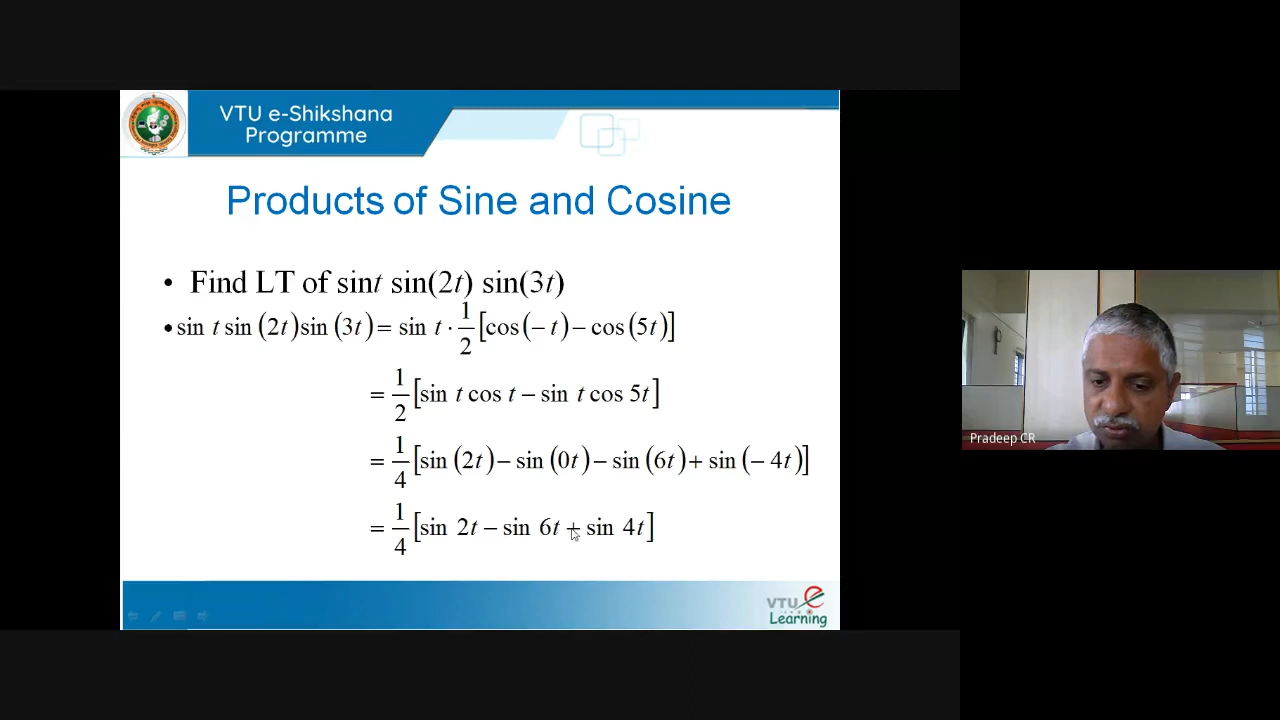 VTU e-Shikshana
Programme
Products of Sine and Cosine
• Find LT of sint sin(2t) sin(3t)
• sin t sin (2t) sin (3t) = sin t · 1/2 [cos(− t) − cos (5t)]
= 1/2 [sin t cos t − sin t cos 5t]
= 1/4 [sin (2t) − sin (0t) − sin (6t) + sin (− 4t)]
= 1/4 [sin 2t − sin 6t + sin 4t]
Pradeep CR
VTU e
Learning